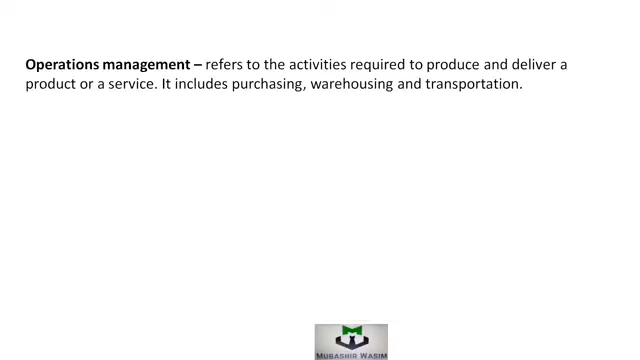 Operations management – refers to the activities required to produce and deliver a
product or a service. It includes purchasing, warehousing and transportation.
MUBASHIR WASIM